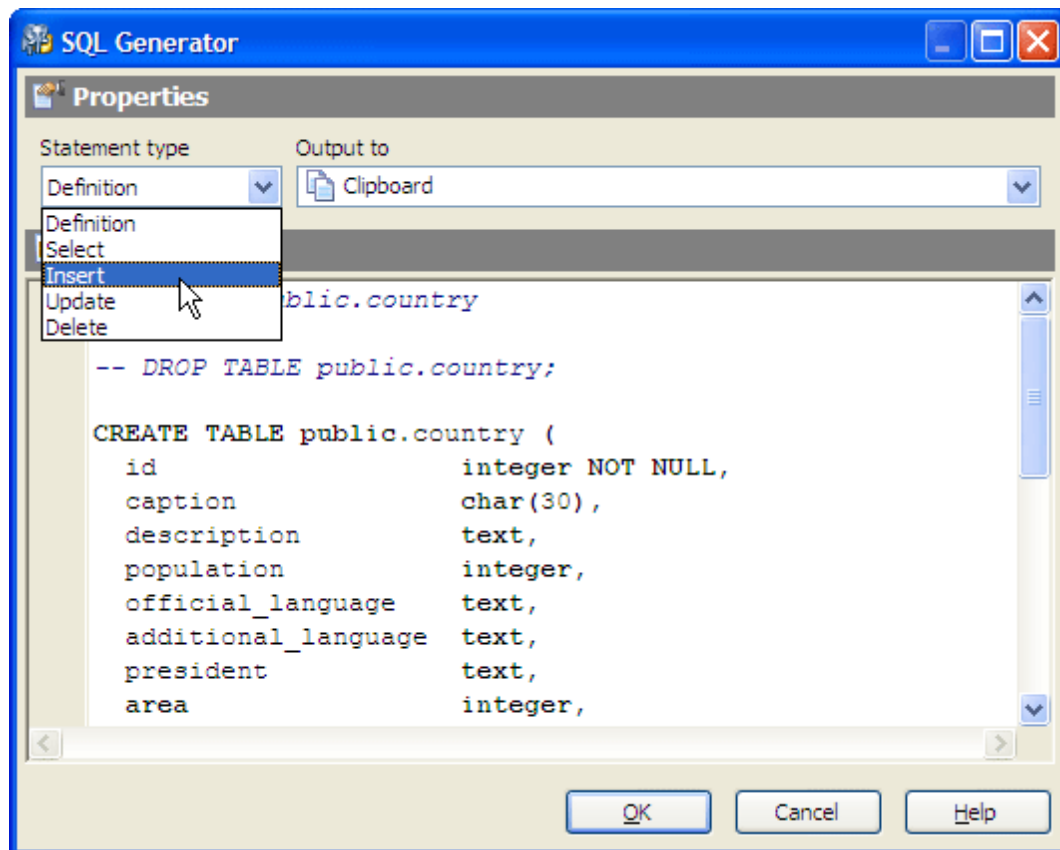 SQL Generator
Properties
Statement type
Output to
Definition
Clipboard
Definition
Select
Insert
Update
Delete
blic.country
-- DROP TABLE public.country;
CREATE TABLE public.country (
id integer NOT NULL,
caption char(30),
description text,
population integer,
official_language text,
additional_language text,
president text,
area integer,
OK
Cancel
Help